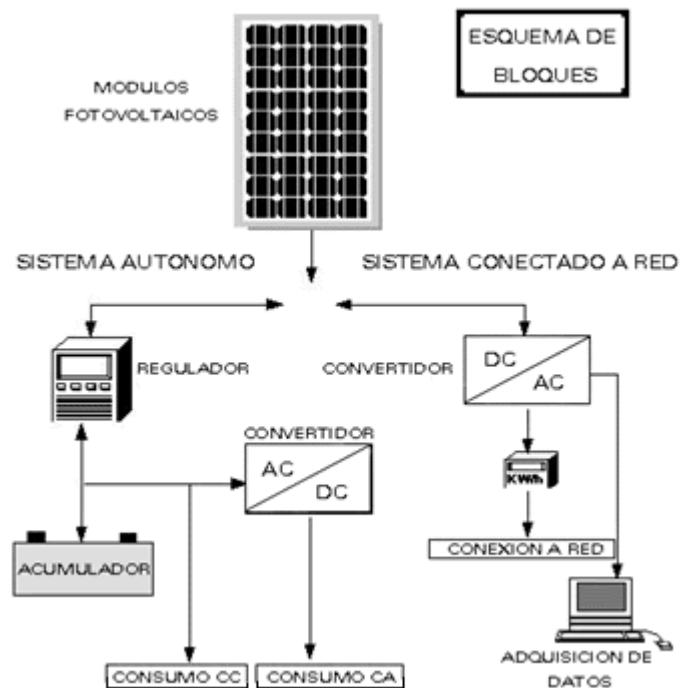 ESQUEMA DE
BLOQUES
MODULOS
FOTOVOLTAICOS
SISTEMA AUTONOMO
SISTEMA CONECTADO A RED
REGULADOR
CONVERTIDOR
DC
AC
CONVERTIDOR
AC
DC
KWh
CONEXION A RED
ACUMULADOR
ADQUISICION DE
DATOS
CONSUMO CC
CONSUMO CA